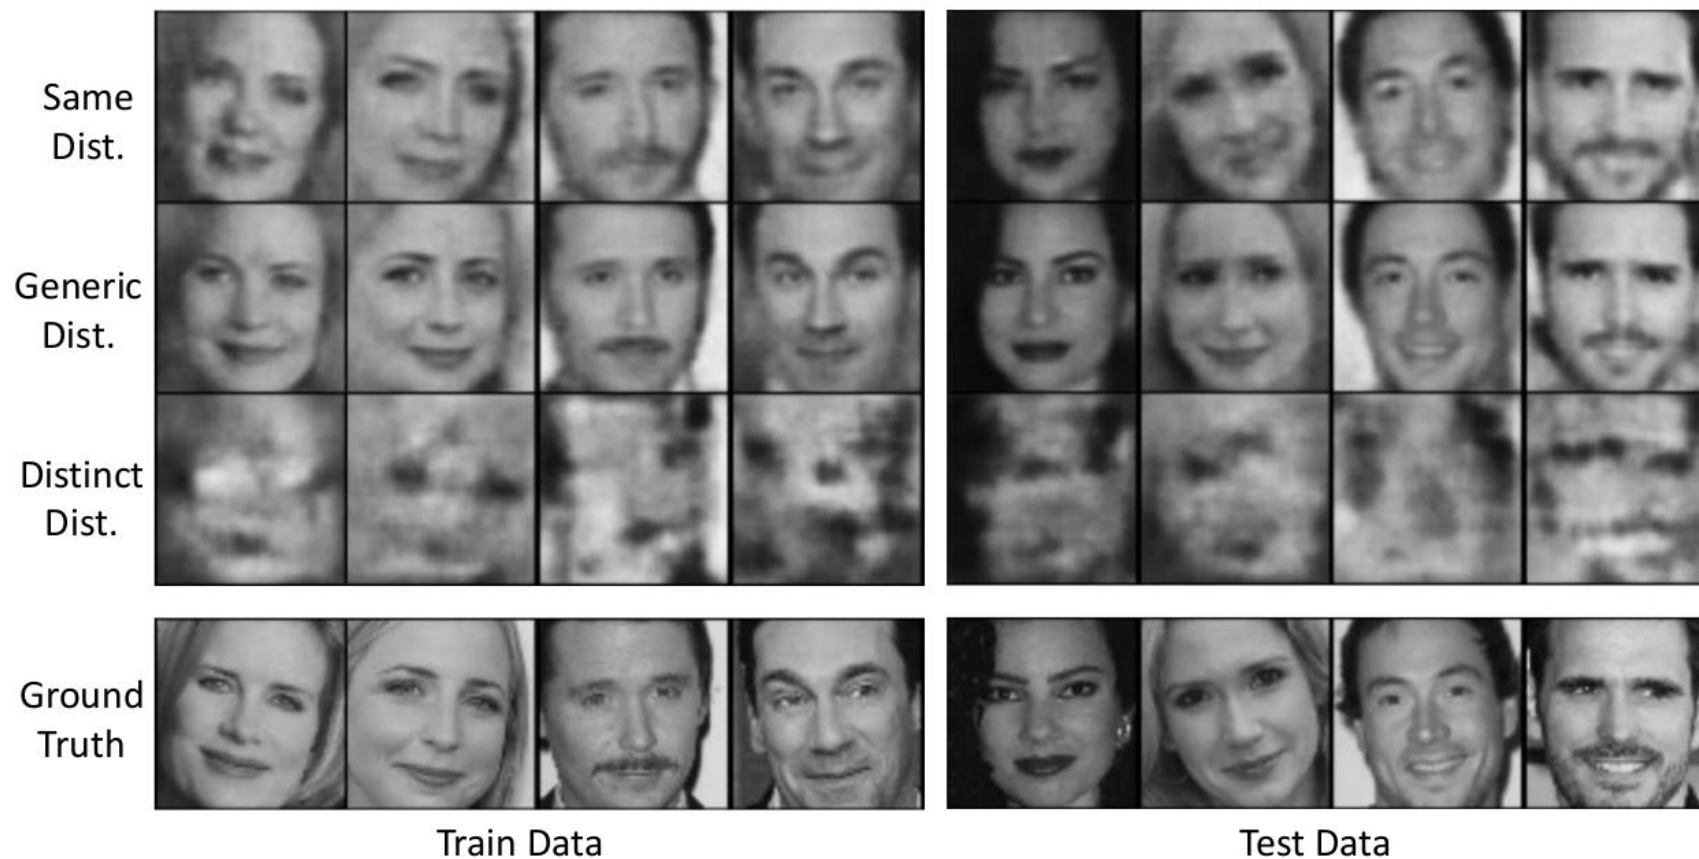 Same
Dist.
Generic
Dist.
Distinct
Dist.
Ground
Truth
Train Data
Test Data